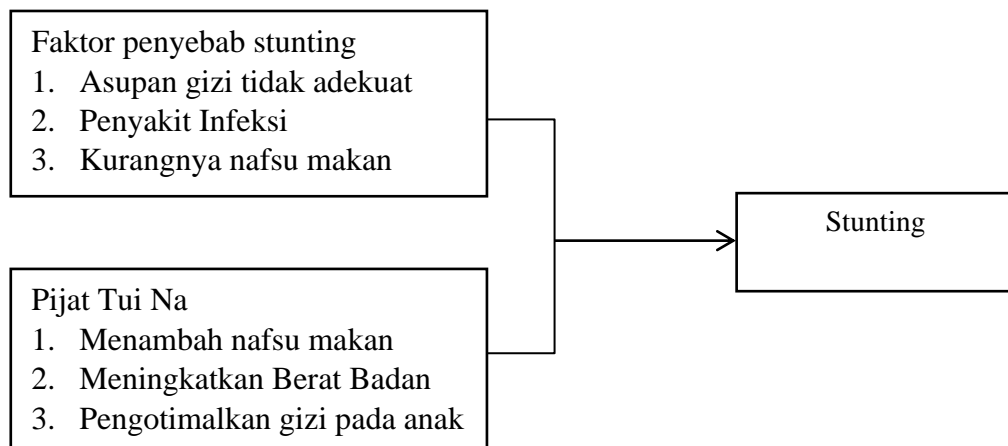 Faktor penyebab stunting
1. Asupan gizi tidak adekuat
2. Penyakit Infeksi
3. Kurangnya nafsu makan
Stunting
Pijat Tui Na
1. Menambah nafsu makan
2. Meningkatkan Berat Badan
3. Pengotimalkan gizi pada anak